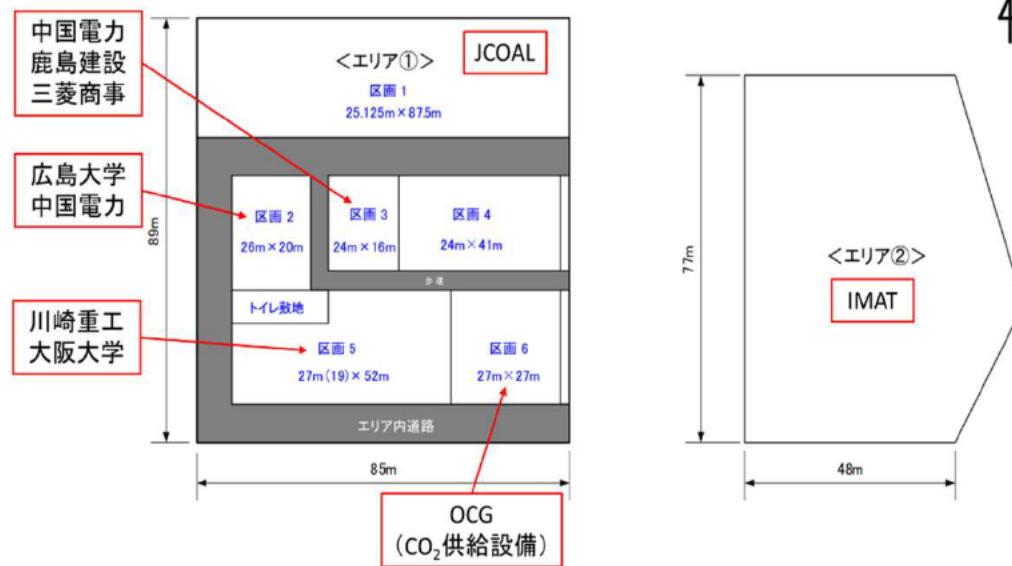 中国電力
鹿島建設
三菱商事
<エリア①>
JCOAL
区画 1
25.125m×87.5m
広島大学
中国電力
89m
区画 2
26m×20m
区画 3
24m×16m
区画 4
24m×41m
歩道
トイレ敷地
川崎重工
大阪大学
区画 5
27m(19)×52m
区画 6
27m×27m
エリア内道路
85m
OCG
(CO₂供給設備)
77m
<エリア②>
IMAT
48m